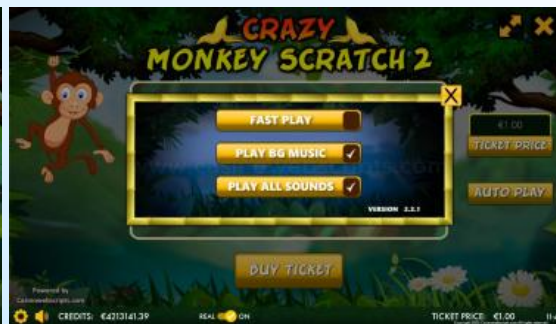 CRAZY
MONKEY SCRATCH 2
X
FAST PLAY
€1.00
PLAY BG MUSIC
TICKET PRICE
PLAY ALL SOUNDS
AUTO PLAY
VERSION 2.2.1
BUY TICKET
Powered by
CREDITS: €4213141.39
REAL ON
TICKET PRICE: €1.00